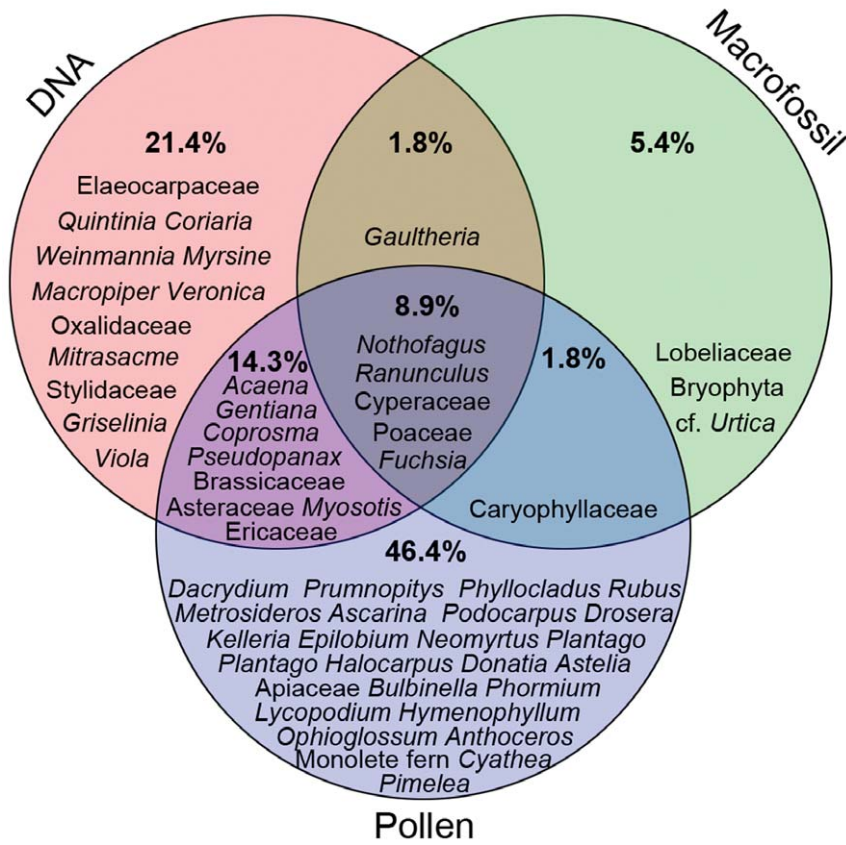 DNA
Macrofossil
21.4%
1.8%
5.4%
Elaeocarpaceae
Quintinia Coriaria
Weinmannia Myrsine
Macropiper Veronica
Oxalidaceae
Mitrasacme
Stylidaceae
Griselinia
Viola
Gaultheria
8.9%
Nothofagus
Ranunculus
Cyperaceae
Poaceae
Fuchsia
14.3%
Acaena
Gentiana
Coprosma
Pseudopanax
Brassicaceae
Asteraceae Myosotis
Ericaceae
1.8%
Caryophyllaceae
Lobeliaceae
Bryophyta
cf. Urtica
46.4%
Dacrydium Prumnopitys Phyllocladus Rubus
Metrosideros Ascarina Podocarpus Drosera
Kelleria Epilobium Neomyrtus Plantago
Plantago Halocarpus Donatia Astelia
Apiaceae Bulbinella Phormium
Lycopodium Hymenophyllum
Ophioglossum Anthoceros
Monolete fern Cyathea
Pimelea
Pollen